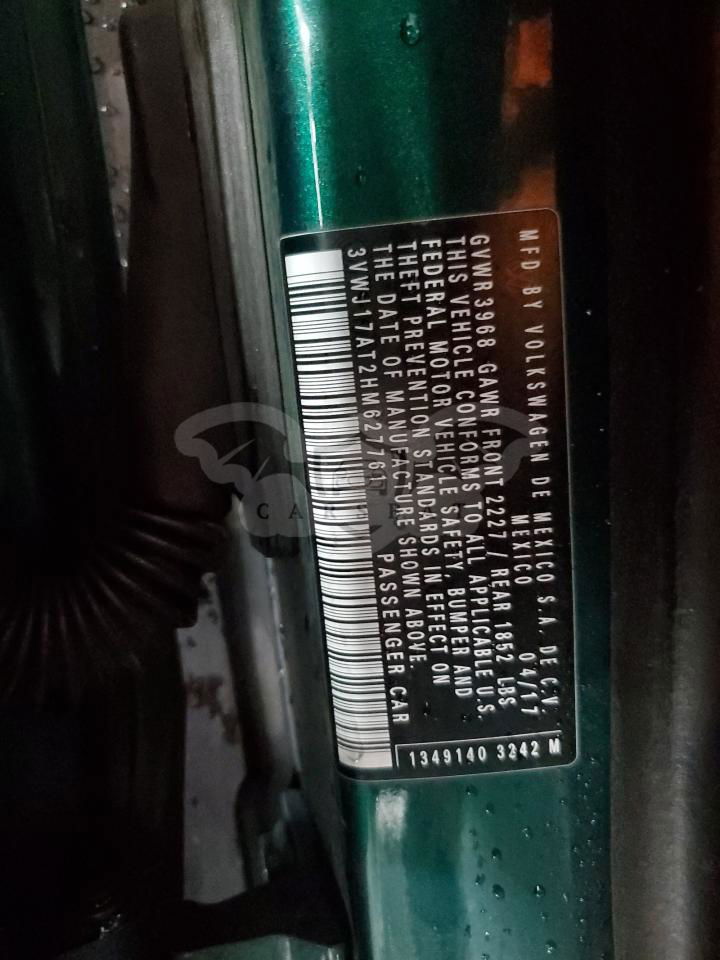 MFD BY VOLKSWAGEN DE MEXICO S.A. DE C.V.
MEXICO 04/17
GVWR 3968 GAWR FRONT 2227 / REAR 1852 LBS
THIS VEHICLE CONFORMS TO ALL APPLICABLE U.S.
FEDERAL MOTOR VEHICLE SAFETY, BUMPER AND
THEFT PREVENTION STANDARDS IN EFFECT ON
THE DATE OF MANUFACTURE SHOWN ABOVE.
PASSENGER CAR
1349140 3242 M